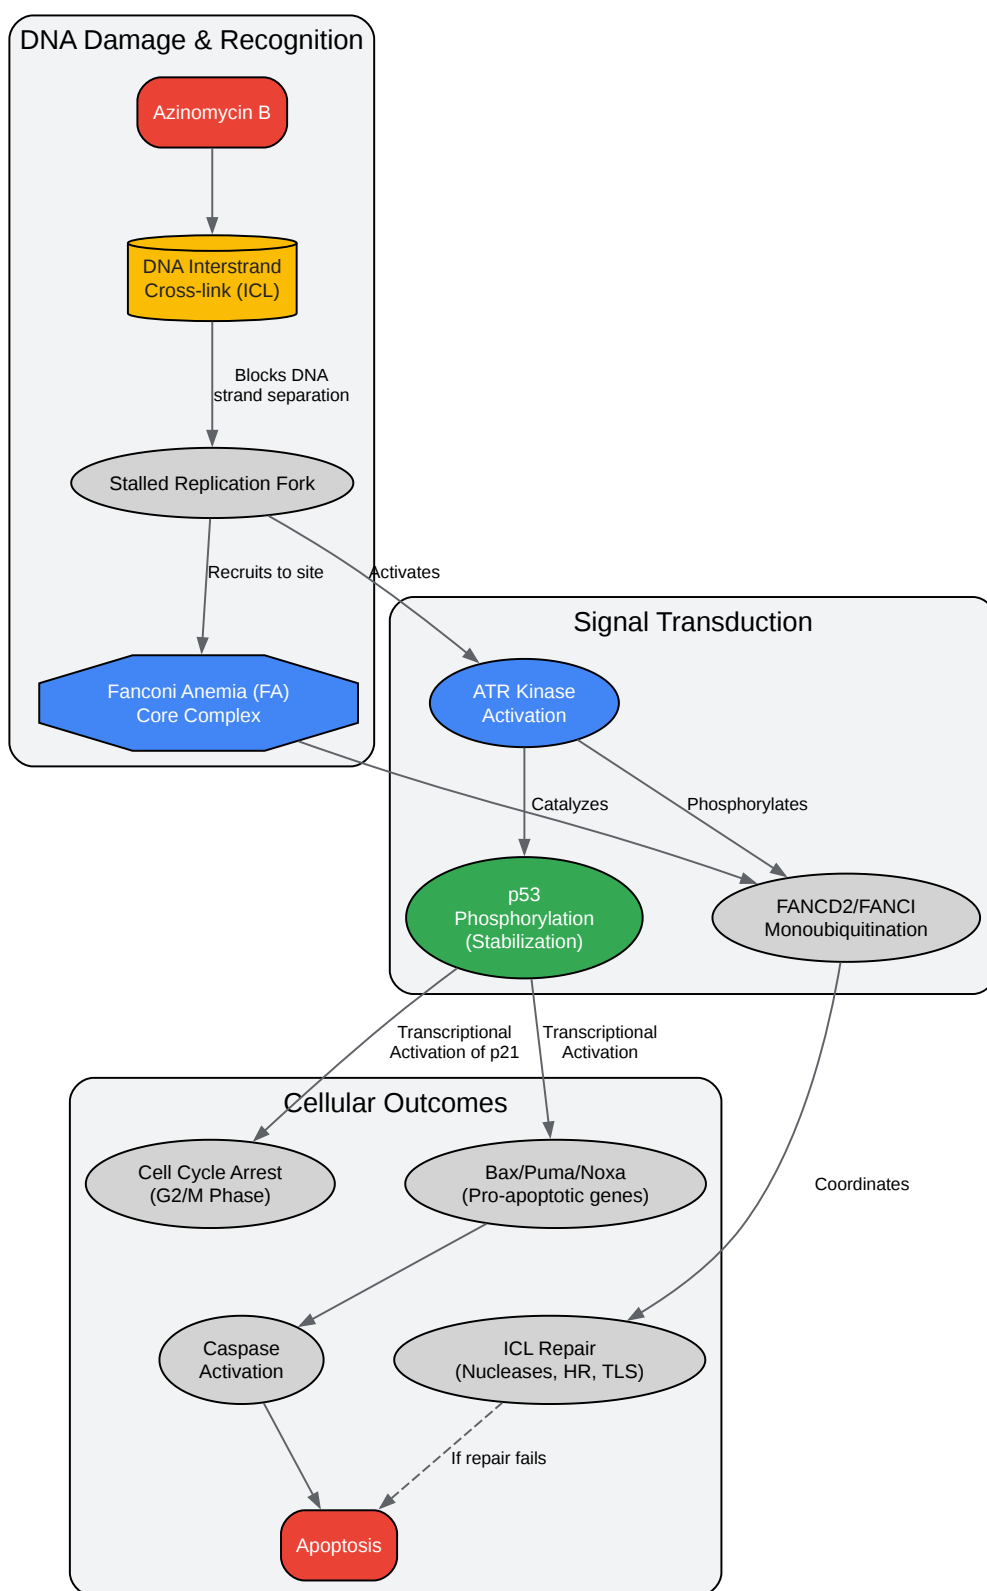 DNA Damage & Recognition
Azinomycin B
DNA Interstrand
Cross-link (ICL)
Blocks DNA
strand separation
Stalled Replication Fork
Recruits to site
Activates
Signal Transduction
Fanconi Anemia (FA)
Core Complex
ATR Kinase
Activation
Catalyzes
Phosphorylates
p53
Phosphorylation
(Stabilization)
FANCD2/FANCI
Monoubiquitination
Transcriptional
Activation of p21
Transcriptional
Activation
Cellular Outcomes
Cell Cycle Arrest
(G2/M Phase)
Bax/Puma/Noxa
(Pro-apoptotic genes)
Coordinates
Caspase
Activation
ICL Repair
(Nucleases, HR, TLS)
If repair fails
Apoptosis